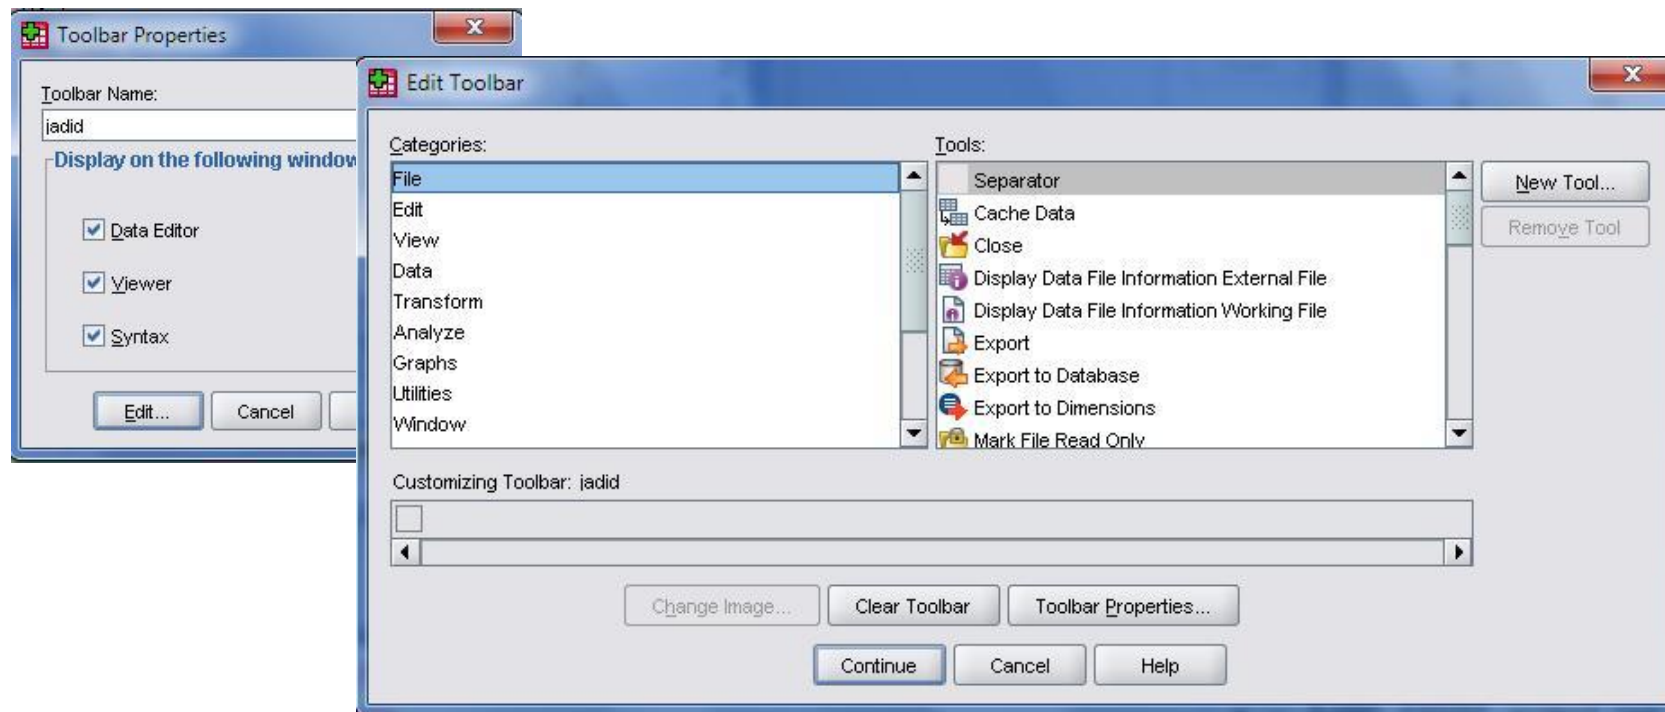 Toolbar Properties
Toolbar Name:
jadid
Display on the following window
Data Editor
Viewer
Syntax
Edit...
Cancel
Edit Toolbar
Categories:
File
Edit
View
Data
Transform
Analyze
Graphs
Utilities
Window
Tools:
Separator
Cache Data
Close
Display Data File Information External File
Display Data File Information Working File
Export
Export to Database
Export to Dimensions
Mark File Read Only
New Tool...
Remove Tool
Customizing Toolbar: jadid
Change Image...
Clear Toolbar
Toolbar Properties...
Continue
Cancel
Help